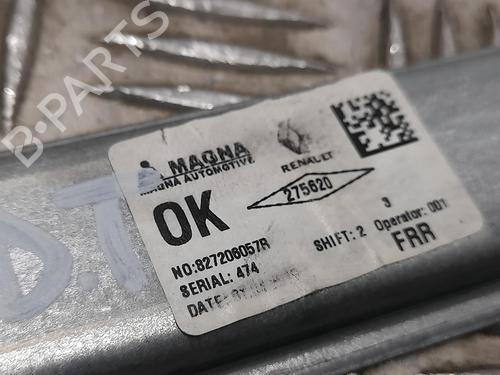 B-PARTS
MAGNA
MAGNA AUTOMOTIVE
RENAULT
OK
275620
3
NO:827206057R
SHIFT: 2 Operator: 001
SERIAL: 474
FRR
DATE:
D.T